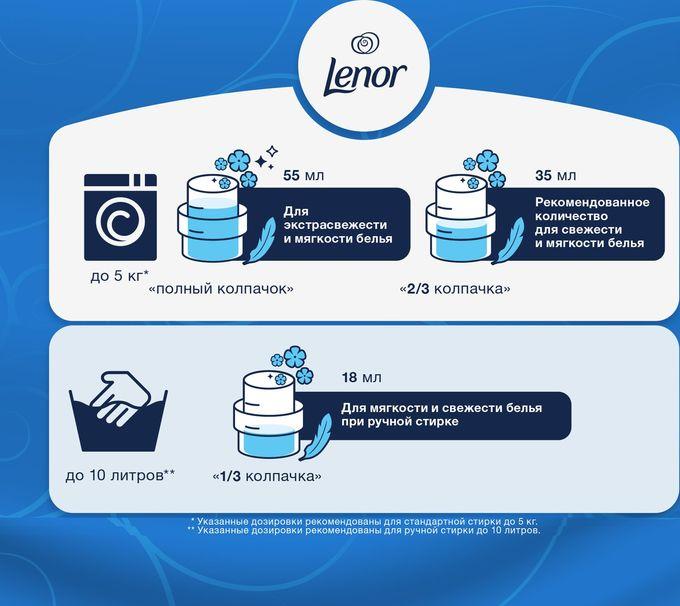 Lenor
55 мл
Для
экстрасвежести
и мягкости белья
до 5 кг*
«полный колпачок»
35 мл
Рекомендованное
количество
для свежести
и мягкости белья
«2/3 колпачка»
18 мл
Для мягкости и свежести белья
при ручной стирке
до 10 литров**
«1/3 колпачка»
* Указанные дозировки рекомендованы для стандартной стирки до 5 кг.
** Указанные дозировки рекомендованы для ручной стирки до 10 литров.